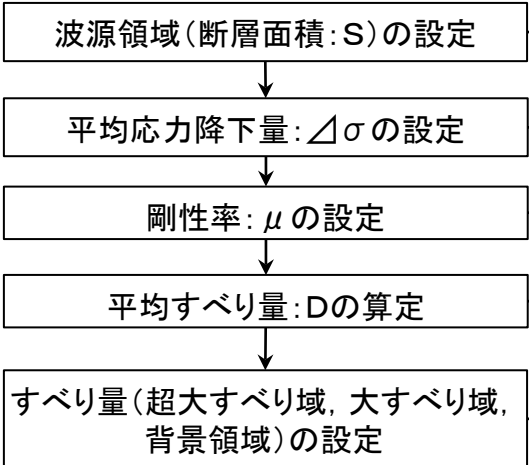 波源領域(断層面積:S)の設定
平均応力降下量:⊿σの設定
剛性率:μの設定
平均すべり量:Dの算定
すべり量(超大すべり域, 大すべり域,
背景領域)の設定